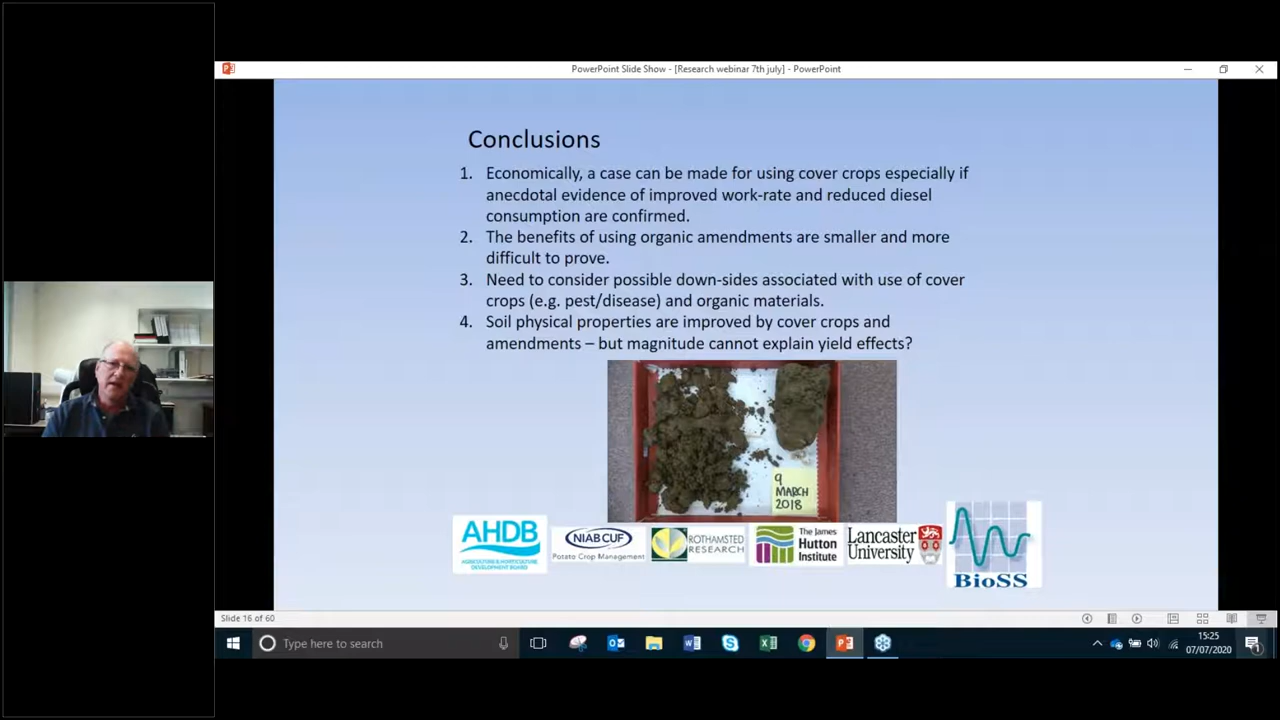 PowerPoint Slide Show - [Research webinar 7th july] - PowerPoint
Conclusions
1. Economically, a case can be made for using cover crops especially if
anecdotal evidence of improved work-rate and reduced diesel
consumption are confirmed.
2. The benefits of using organic amendments are smaller and more
difficult to prove.
3. Need to consider possible down-sides associated with use of cover
crops (e.g. pest/disease) and organic materials.
4. Soil physical properties are improved by cover crops and
amendments – but magnitude cannot explain yield effects?
9
MARCH
2018
AHDB
AGRICULTURE & HORTICULTURE
DEVELOPMENT BOARD
NIAB CUF
Potato Crop Management
ROTHAMSTED
RESEARCH
The James
Hutton
Institute
Lancaster
University
BioSS
Slide 16 of 60
Type here to search
15:25
07/07/2020